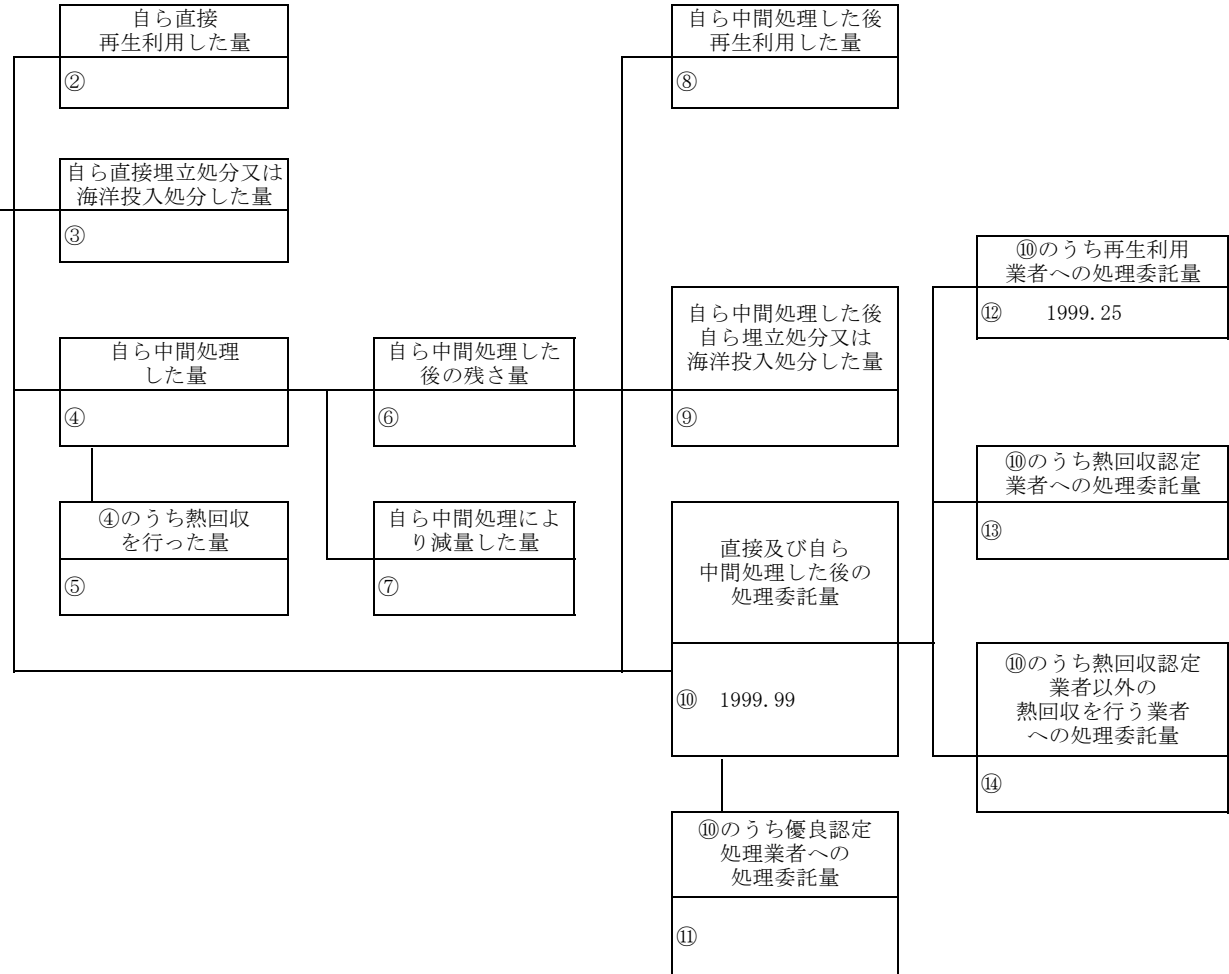 自ら直接
再生利用した量
②
自ら中間処理した後
再生利用した量
⑧
自ら直接埋立処分又は
海洋投入処分した量
③
⑩のうち再生利用
業者への処理委託量
⑫ 1999.25
自ら中間処理した後
自ら埋立処分又は
海洋投入処分した量
⑨
自ら中間処理
した量
④
自ら中間処理した
後の残さ量
⑥
⑩のうち熱回収認定
業者への処理委託量
⑬
④のうち熱回収
を行った量
⑤
自ら中間処理によ
り減量した量
⑦
直接及び自ら
中間処理した後の
処理委託量
⑩ 1999.99
⑩のうち熱回収認定
業者以外の
熱回収を行う業者
への処理委託量
⑭
⑩のうち優良認定
処理業者への
処理委託量
⑪